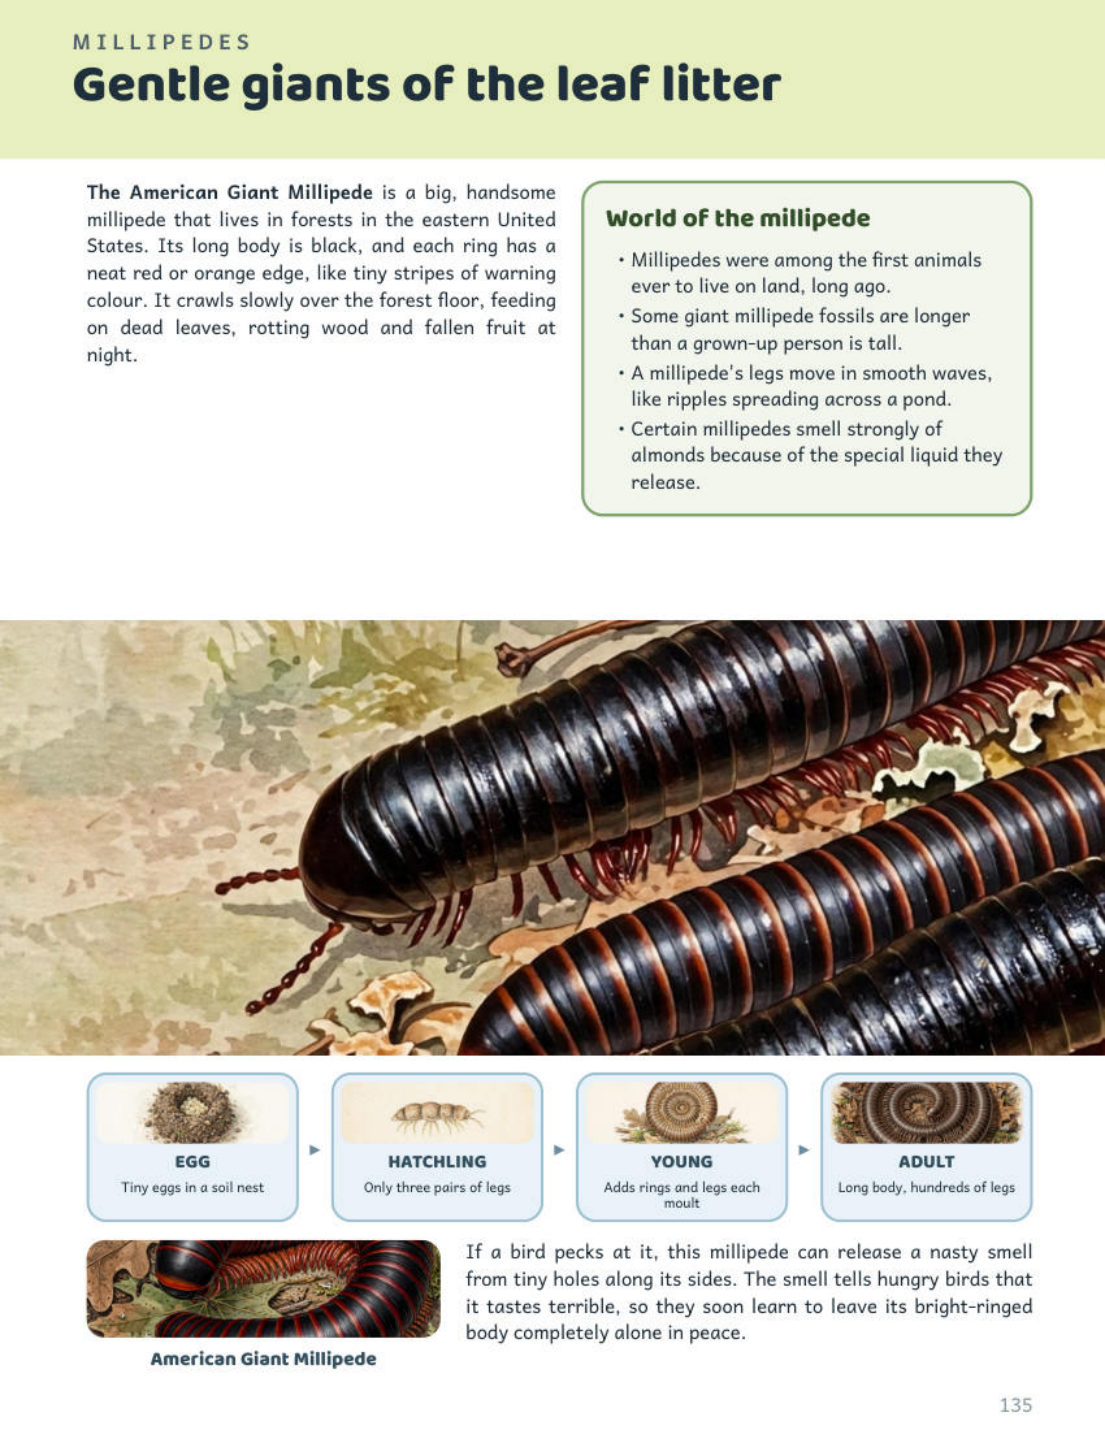 MILLIPEDES
Gentle giants of the leaf litter
The American Giant Millipede is a big, handsome
millipede that lives in forests in the eastern United
States. Its long body is black, and each ring has a
neat red or orange edge, like tiny stripes of warning
colour. It crawls slowly over the forest floor, feeding
on dead leaves, rotting wood and fallen fruit at
night.
World of the millipede
• Millipedes were among the first animals
ever to live on land, long ago.
• Some giant millipede fossils are longer
than a grown-up person is tall.
• A millipede's legs move in smooth waves,
like ripples spreading across a pond.
• Certain millipedes smell strongly of
almonds because of the special liquid they
release.
EGG
Tiny eggs in a soil nest
HATCHLING
Only three pairs of legs
YOUNG
Adds rings and legs each
moult
ADULT
Long body, hundreds of legs
American Giant Millipede
If a bird pecks at it, this millipede can release a nasty smell
from tiny holes along its sides. The smell tells hungry birds that
it tastes terrible, so they soon learn to leave its bright-ringed
body completely alone in peace.
135